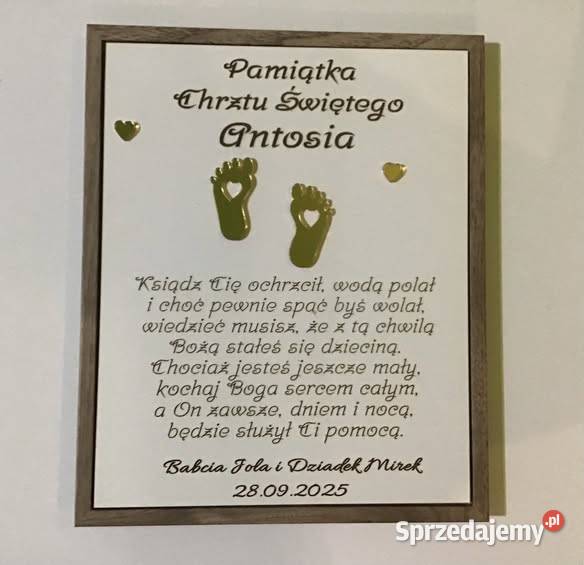 Pamiątka
Chrztu Świętego
Antosia
Ksiądz Cię ochrzcił, wodą polał
i choć pewnie spać byś wolał,
wiedzieć musisz, że z tą chwilą
Bożą stałeś się dzieciną.
Chociaż jesteś jeszcze mały,
kochaj Boga sercem całym,
a On zawsze, dniem i nocą,
będzie służył Ci pomocą.
Babcia Jola i Dziadek Mirek
28.09.2025
Sprzedajemy.pl